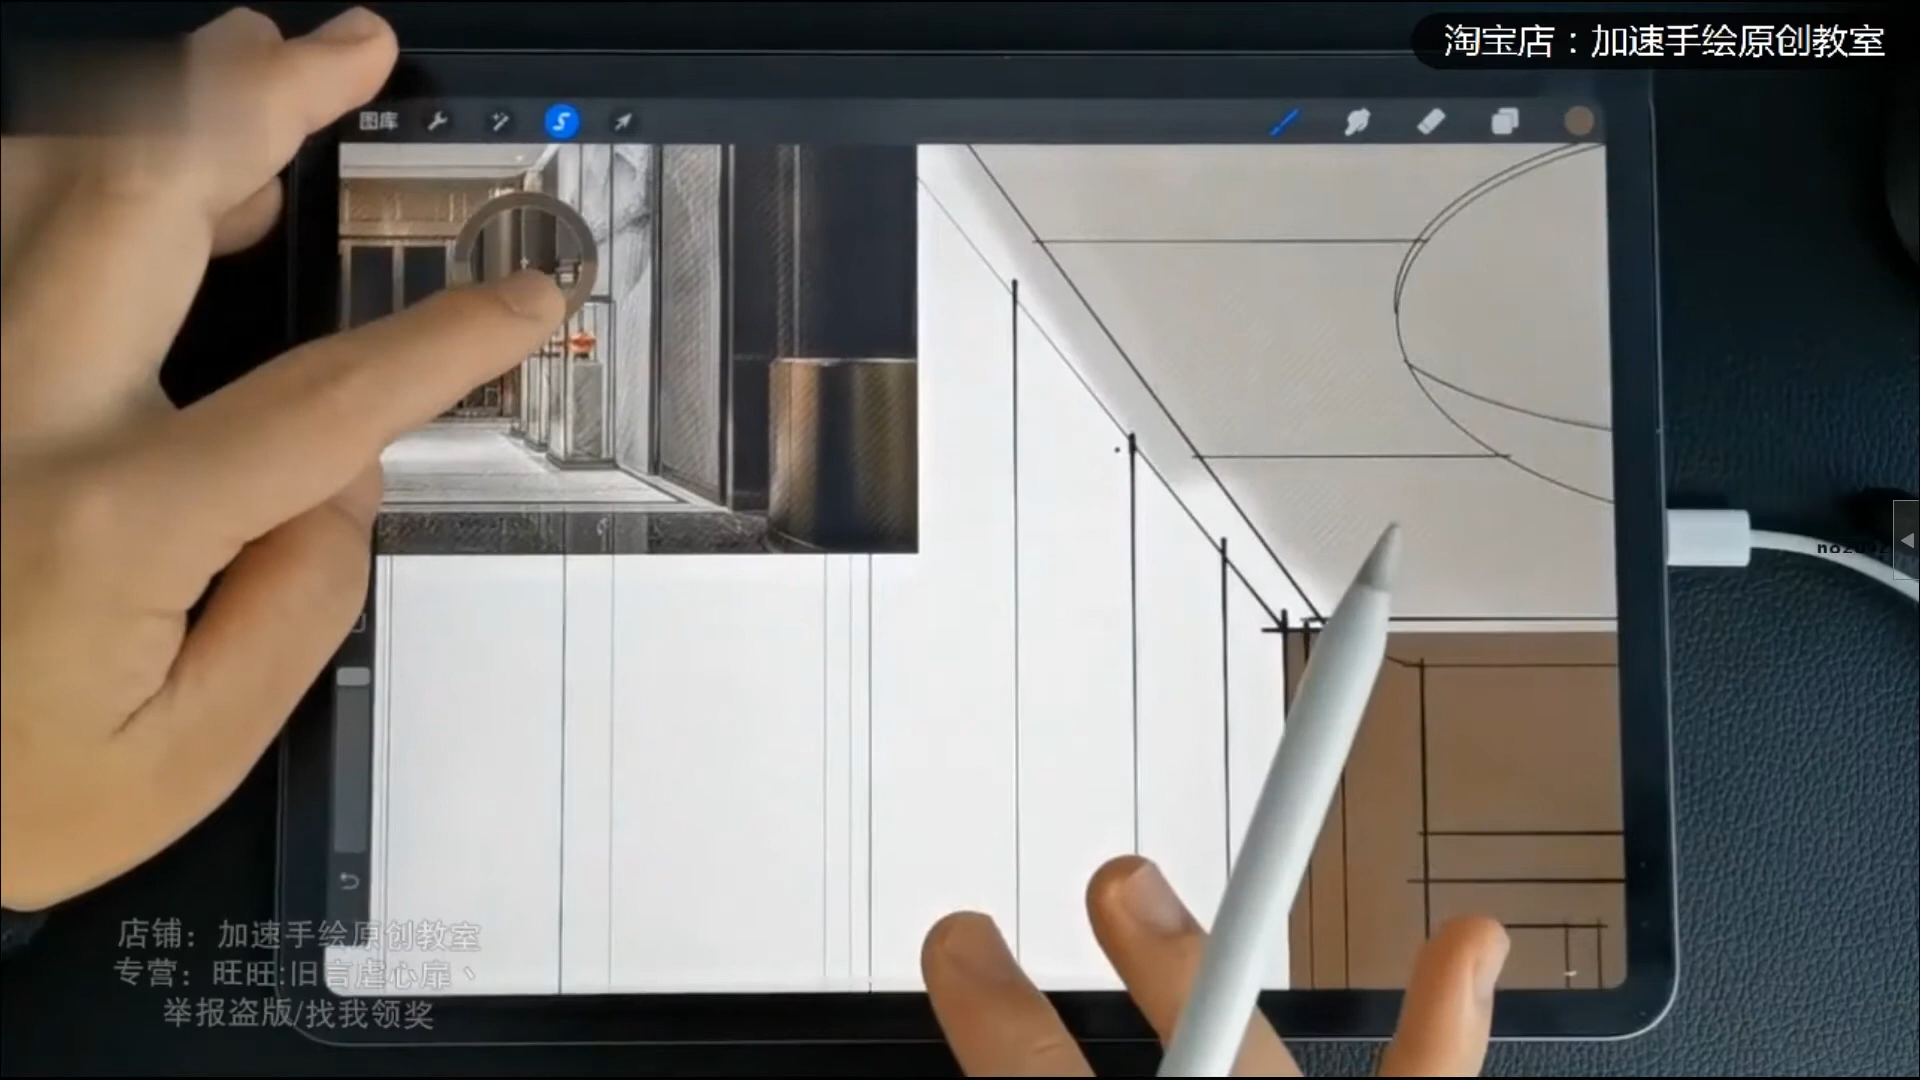 淘宝店：加速手绘原创教室
图库
店铺：加速手绘原创教室
专营：旺旺:旧言虐心扉丶
举报盗版/找我领奖